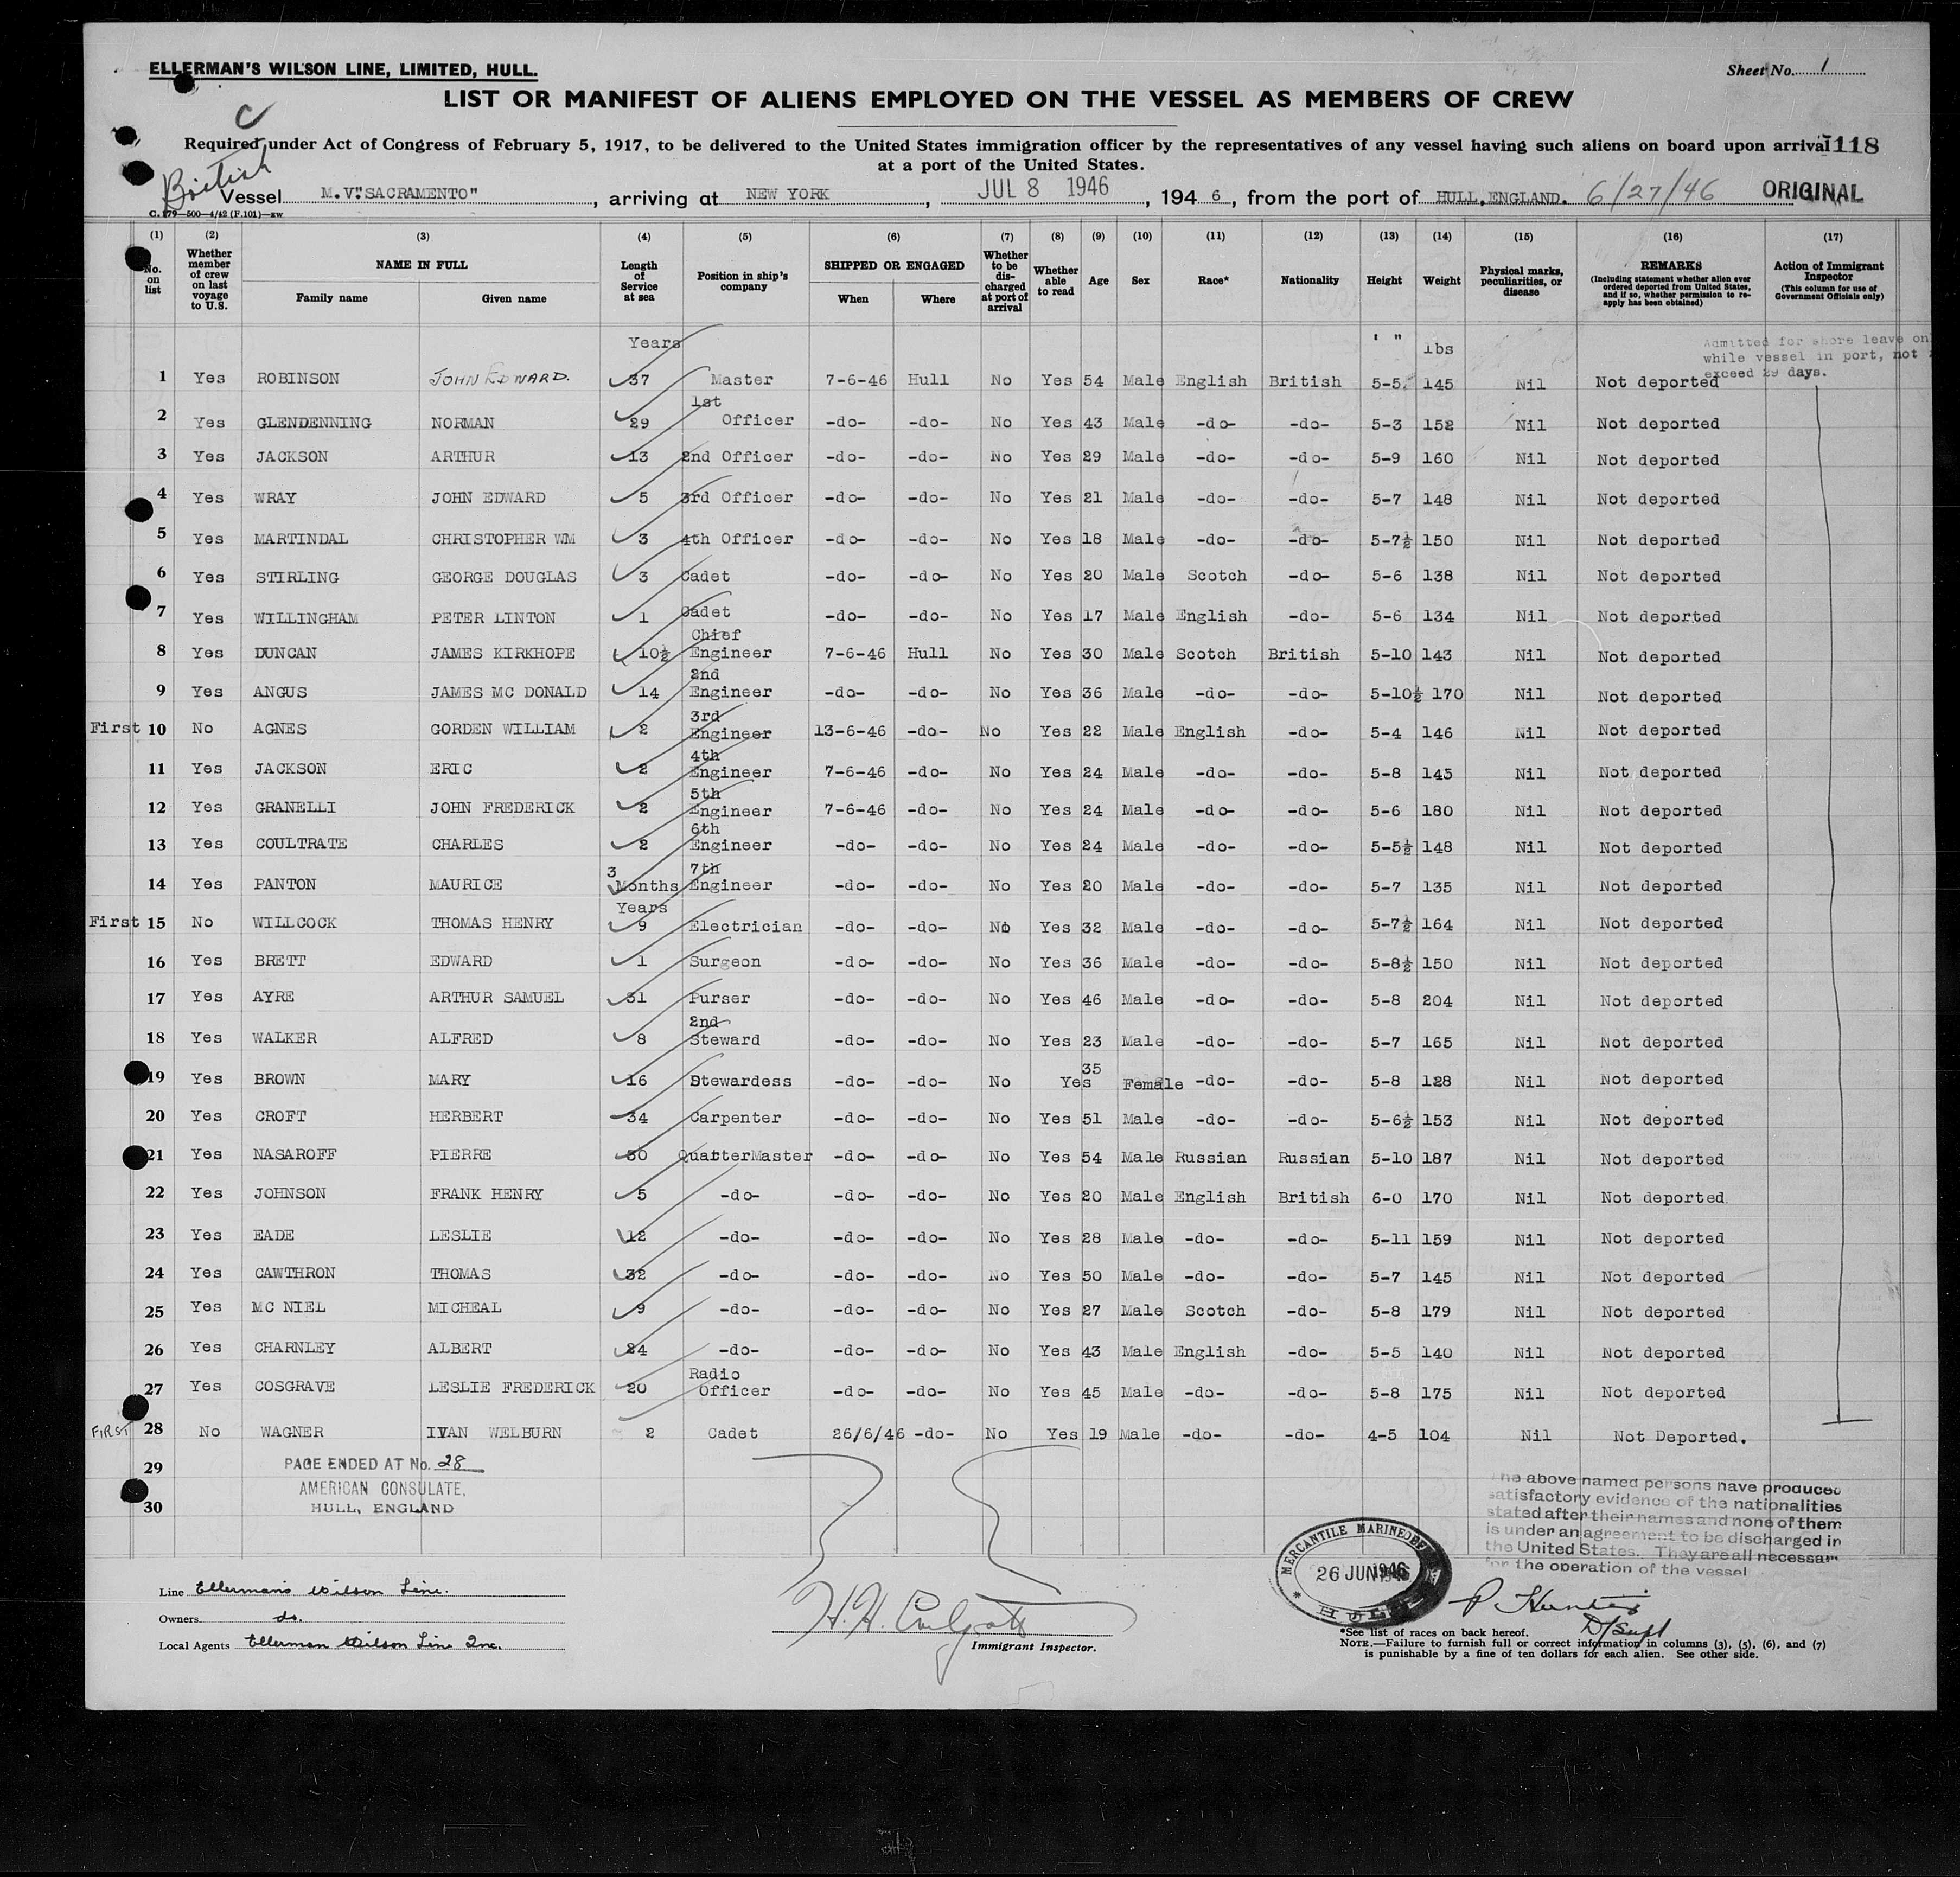 ELLERMAN'S WILSON LINE, LIMITED, HULL.
Sheet No. 1
C
LIST OR MANIFEST OF ALIENS EMPLOYED ON THE VESSEL AS MEMBERS OF CREW
Required under Act of Congress of February 5, 1917, to be delivered to the United States immigration officer by the representatives of any vessel having such aliens on board upon arrival
1118
at a port of the United States.
British
Vessel M.V."SACRAMENTO", arriving at NEW YORK, JUL 8 1946, 194 6, from the port of HULL, ENGLAND. 6/27/46 ORIGINAL
C.279—500—4/42 (F.101)—RW
(1) (2) (3) (4) (5) (6) (7) (8) (9) (10) (11) (12) (13) (14) (15) (16) (17)
No. on list | Whether member of crew on last voyage to U.S. | NAME IN FULL Family name Given name | Length of Service at sea | Position in ship's company | SHIPPED OR ENGAGED When Where | Whether to be discharged at port of arrival | Whether able to read | Age | Sex | Race* | Nationality | Height | Weight | Physical marks, peculiarities, or disease | REMARKS (Including statement whether alien ever ordered deported from United States, and if so, whether permission to re-apply has been obtained) | Action of Immigrant Inspector (This column for use of Government Officials only)
Years ' " lbs
Admitted for shore leave on
while vessel in port, not
exceed 29 days.
1 Yes ROBINSON JOHN EDWARD. 37 Master 7-6-46 Hull No Yes 54 Male English British 5-5 145 Nil Not deported
2 Yes GLENDENNING NORMAN 29 1st Officer -do- -do- No Yes 43 Male -do- -do- 5-3 152 Nil Not deported
3 Yes JACKSON ARTHUR 13 2nd Officer -do- -do- No Yes 29 Male -do- -do- 5-9 160 Nil Not deported
4 Yes WRAY JOHN EDWARD 5 3rd Officer -do- -do- No Yes 21 Male -do- -do- 5-7 148 Nil Not deported
5 Yes MARTINDAL CHRISTOPHER WM 3 4th Officer -do- -do- No Yes 18 Male -do- -do- 5-7½ 150 Nil Not deported
6 Yes STIRLING GEORGE DOUGLAS 3 Cadet -do- -do- No Yes 20 Male Scotch -do- 5-6 138 Nil Not deported
7 Yes WILLINGHAM PETER LINTON 1 Cadet -do- -do- No Yes 17 Male English -do- 5-6 134 Nil Not deported
8 Yes DUNCAN JAMES KIRKHOPE 10½ Chief Engineer 7-6-46 Hull No Yes 30 Male Scotch British 5-10 143 Nil Not deported
9 Yes ANGUS JAMES MC DONALD 14 2nd Engineer -do- -do- No Yes 36 Male -do- -do- 5-10½ 170 Nil Not deported
First 10 No AGNES GORDEN WILLIAM 2 3rd Engineer 13-6-46 -do- No Yes 22 Male English -do- 5-4 146 Nil Not deported
11 Yes JACKSON ERIC 2 4th Engineer 7-6-46 -do- No Yes 24 Male -do- -do- 5-8 145 Nil Not deported
12 Yes GRANELLI JOHN FREDERICK 2 5th Engineer 7-6-46 -do- No Yes 24 Male -do- -do- 5-6 180 Nil Not deported
13 Yes COULTRATE CHARLES 2 6th Engineer -do- -do- No Yes 24 Male -do- -do- 5-5½ 148 Nil Not deported
14 Yes PANTON MAURICE 3 Months 7th Engineer -do- -do- No Yes 20 Male -do- -do- 5-7 135 Nil Not deported
First 15 No WILLCOCK THOMAS HENRY Years 9 Electrician -do- -do- No Yes 32 Male -do- -do- 5-7½ 164 Nil Not deported
16 Yes BRETT EDWARD 1 Surgeon -do- -do- No Yes 36 Male -do- -do- 5-8½ 150 Nil Not deported
17 Yes AYRE ARTHUR SAMUEL 31 Purser -do- -do- No Yes 46 Male -do- -do- 5-8 204 Nil Not deported
18 Yes WALKER ALFRED 8 2nd Steward -do- -do- No Yes 23 Male -do- -do- 5-7 165 Nil Not deported
19 Yes BROWN MARY 16 Stewardess -do- -do- No Yes 35 Female -do- -do- 5-8 128 Nil Not deported
20 Yes CROFT HERBERT 34 Carpenter -do- -do- No Yes 51 Male -do- -do- 5-6½ 153 Nil Not deported
21 Yes NASAROFF PIERRE 30 QuarterMaster -do- -do- No Yes 54 Male Russian Russian 5-10 187 Nil Not deported
22 Yes JOHNSON FRANK HENRY 5 -do- -do- -do- No Yes 20 Male English British 6-0 170 Nil Not deported
23 Yes EADE LESLIE 12 -do- -do- -do- No Yes 28 Male -do- -do- 5-11 159 Nil Not deported
24 Yes CAWTHRON THOMAS 32 -do- -do- -do- No Yes 50 Male -do- -do- 5-7 145 Nil Not deported
25 Yes MC NIEL MICHEAL 9 -do- -do- -do- No Yes 27 Male Scotch -do- 5-8 179 Nil Not deported
26 Yes CHARNLEY ALBERT 24 -do- -do- -do- No Yes 43 Male English -do- 5-5 140 Nil Not deported
27 Yes COSGRAVE LESLIE FREDERICK 20 Radio Officer -do- -do- No Yes 45 Male -do- -do- 5-8 175 Nil Not deported
FIRST 28 No WAGNER IVAN WELBURN 2 Cadet 26/6/46 -do- No Yes 19 Male -do- -do- 4-5 104 Nil Not Deported.
29 PAGE ENDED AT No. 28
AMERICAN CONSULATE,
30 HULL, ENGLAND
The above named persons have produced
satisfactory evidence of the nationalities
stated after their names and none of them
is under an agreement to be discharged in
the United States. They are all necessary
for the operation of the vessel
MERCANTILE MARINE
26 JUN 1946
HULL
Line Ellerman's Wilson Line.
Owners do.
Local Agents Ellerman Wilson Line Inc.
H.H.
Immigrant Inspector.
P. Hunter
D/Supt
*See list of races on back hereof.
NOTE.—Failure to furnish full or correct information in columns (3), (5), (6), and (7)
is punishable by a fine of ten dollars for each alien. See other side.